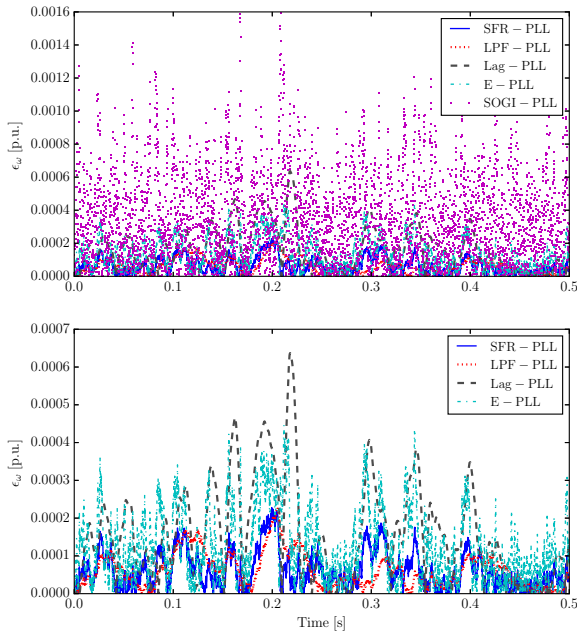 0.0016
0.0014
0.0012
0.0010
0.0008
0.0006
0.0004
0.0002
0.0000
ϵω [p.u.]
SFR − PLL
LPF − PLL
Lag − PLL
E − PLL
SOGI − PLL
0.0 0.1 0.2 0.3 0.4 0.5
0.0007
0.0006
0.0005
0.0004
0.0003
0.0002
0.0001
0.0000
ϵω [p.u.]
SFR − PLL
LPF − PLL
Lag − PLL
E − PLL
0.0 0.1 0.2 0.3 0.4 0.5
Time [s]